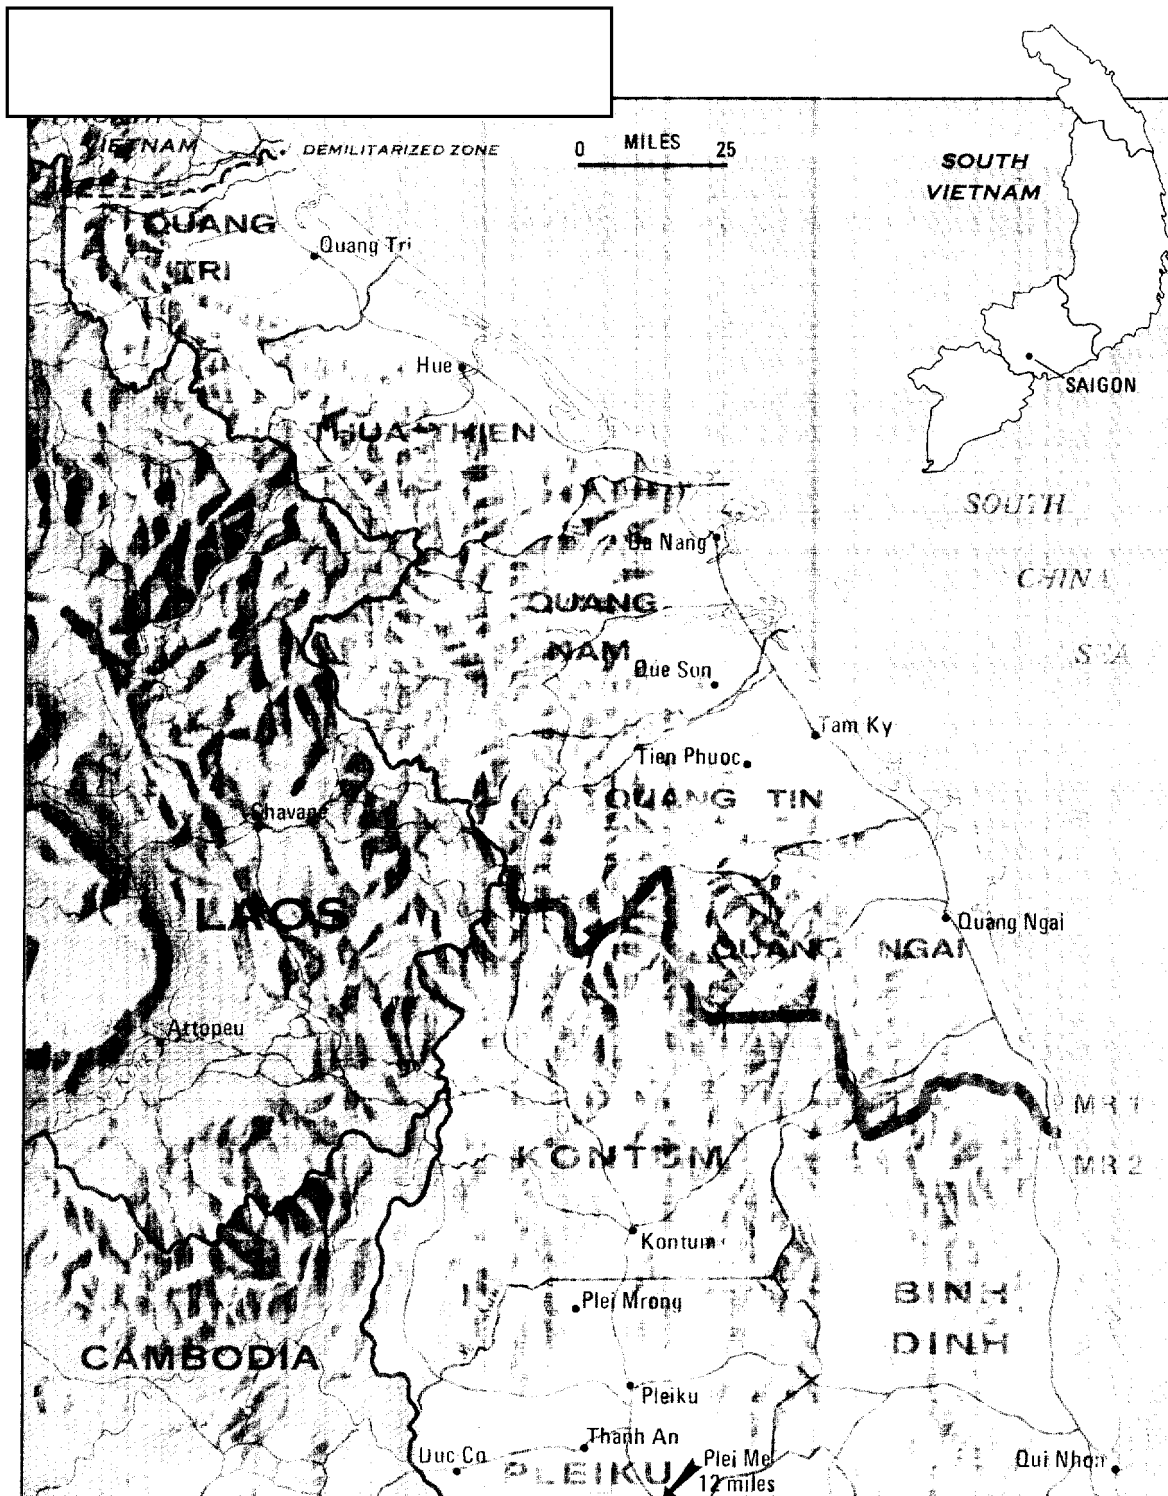 VIETNAM
DEMILITARIZED ZONE
0 MILES 25
SOUTH
VIETNAM
QUANG
TRI
Quang Tri
Hue
SAIGON
THUA THIEN
SOUTH
CHINA
SEA
Da Nang
QUANG
NAM
Que Son
Tam Ky
Tien Phuoc
QUANG TIN
Chavane
LAOS
Quang Ngai
QUANG NGAI
Attopeu
MR 1
KONTUM
MR 2
Kontum
Plei Mrong
BINH
DINH
CAMBODIA
Pleiku
Thanh An
Duc Co
PLEIKU
Plei Me
12 miles
Qui Nhon